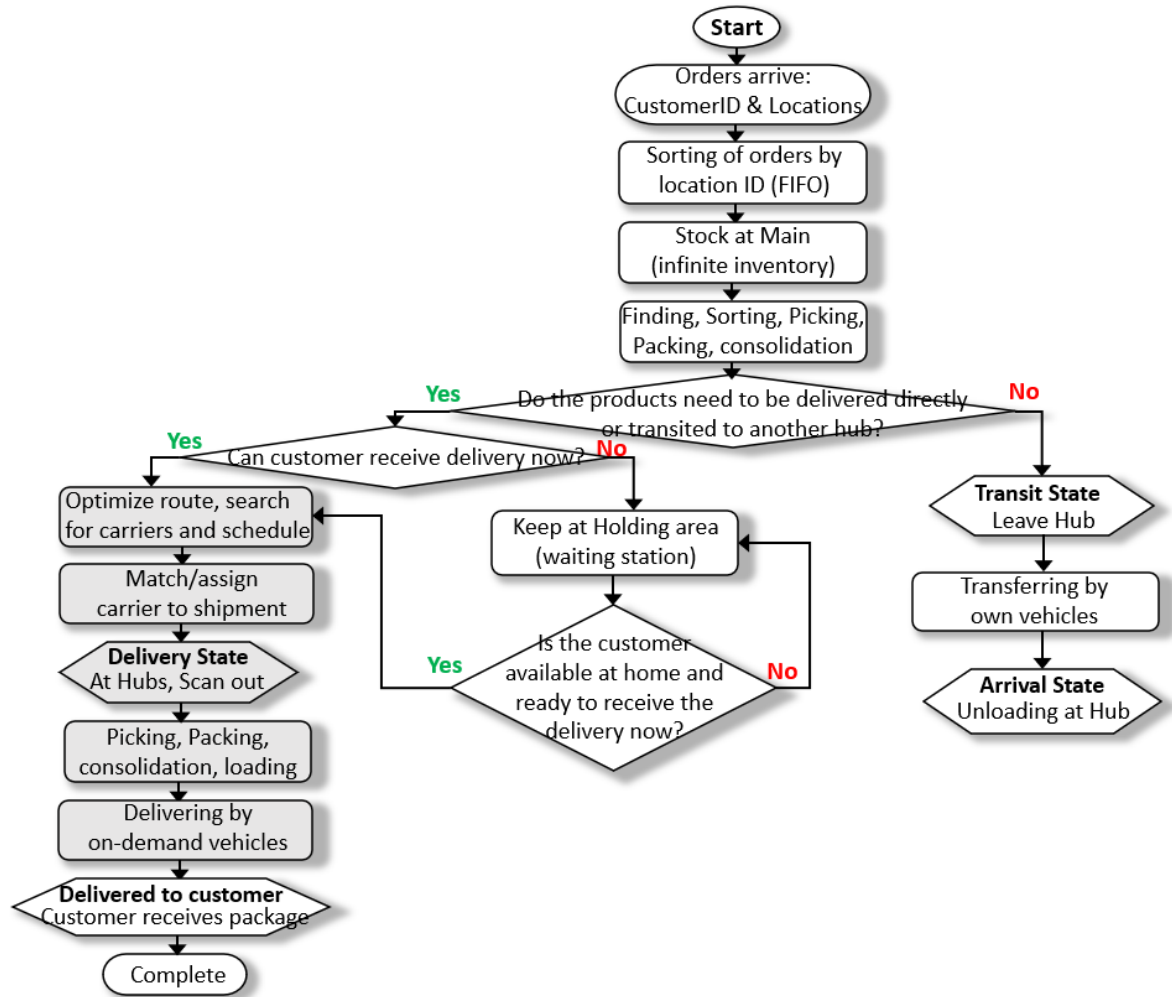 Start
Orders arrive:
CustomerID & Locations
Sorting of orders by
location ID (FIFO)
Stock at Main
(infinite inventory)
Finding, Sorting, Picking,
Packing, consolidation
Yes
Do the products need to be delivered directly
or transited to another hub?
No
Yes
Can customer receive delivery now?
No
Optimize route, search
for carriers and schedule
Match/assign
carrier to shipment
Delivery State
At Hubs, Scan out
Picking, Packing,
consolidation, loading
Delivering by
on-demand vehicles
Delivered to customer
Customer receives package
Complete
Keep at Holding area
(waiting station)
Yes
Is the customer
available at home and
ready to receive the
delivery now?
No
Transit State
Leave Hub
Transferring by
own vehicles
Arrival State
Unloading at Hub